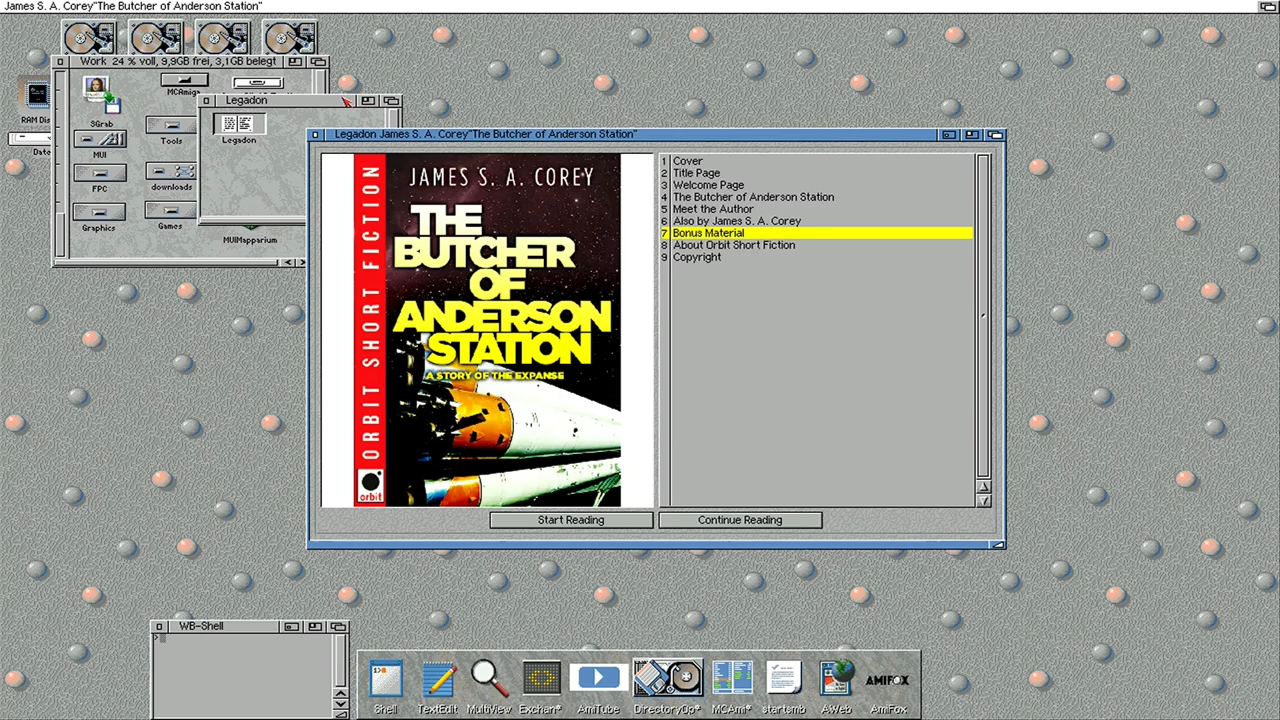 James S. A. Corey"The Butcher of Anderson Station"
Work 24 % voll, 9,9GB frei, 3,1GB belegt
RAM Dis
Date
SGrab
MCAmiga
MUI
Tools
FPC
downloads
Graphics
Games
MUIMapparium
Legadon
Legadon
Legadon James S. A. Corey"The Butcher of Anderson Station"
ORBIT SHORT FICTION
orbit
JAMES S. A. COREY
THE
BUTCHER
OF
ANDERSON
STATION
A STORY OF THE EXPANSE
1 Cover
2 Title Page
3 Welcome Page
4 The Butcher of Anderson Station
5 Meet the Author
6 Also by James S. A. Corey
7 Bonus Material
8 About Orbit Short Fiction
9 Copyright
Start Reading
Continue Reading
WB-Shell
>
1>
Shell
TextEdit
MultiView
Exchan*
AmiTube
DirectoryOp*
MCAmi*
startsmb
AWeb
AMIFOX
AmiFox